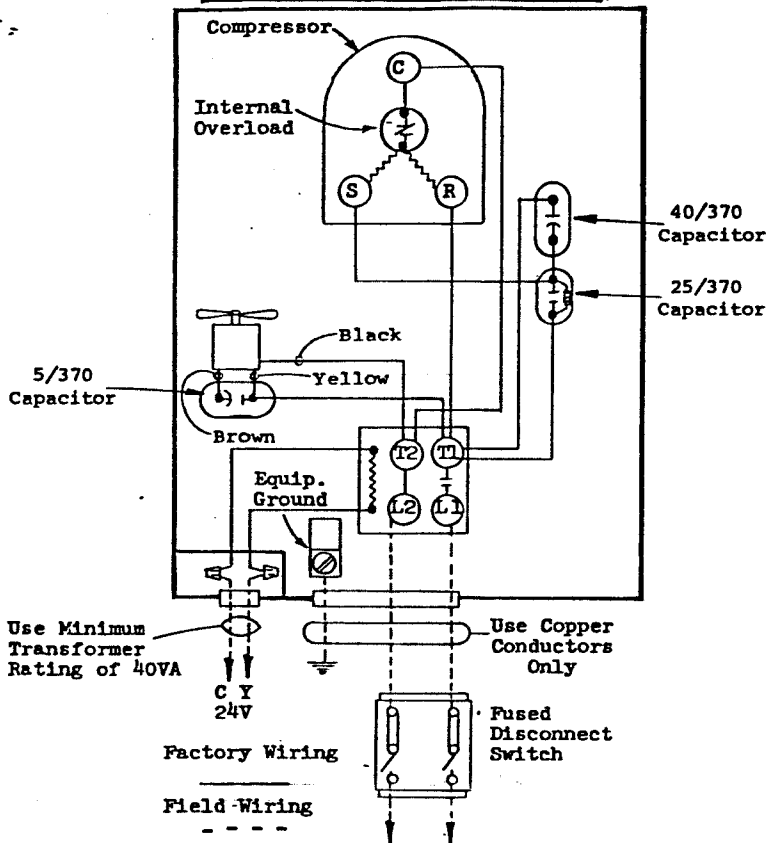 Compressor
C
Internal
Overload
S
R
40/370
Capacitor
25/370
Capacitor
Black
5/370
Capacitor
Yellow
Brown
T2
T1
Equip.
Ground
L2
L1
Use Minimum
Transformer
Rating of 40VA
Use Copper
Conductors
Only
C Y
24V
Fused
Disconnect
Switch
Factory Wiring
Field Wiring